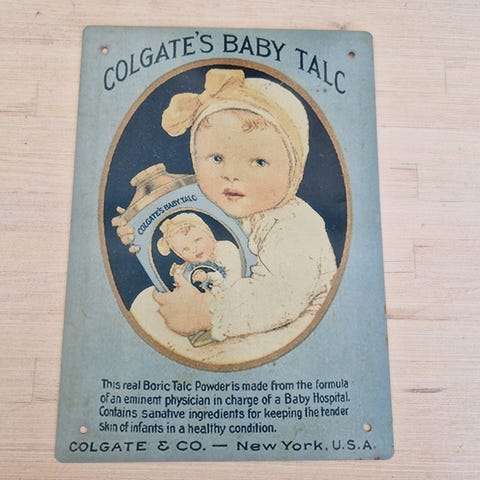 COLGATE'S BABY TALC
COLGATE'S BABY TALC
This real Boric Talc Powder is made from the formula
of an eminent physician in charge of a Baby Hospital.
Contains sanative ingredients for keeping the tender
skin of infants in a healthy condition.
COLGATE & CO. — New York, U.S.A.